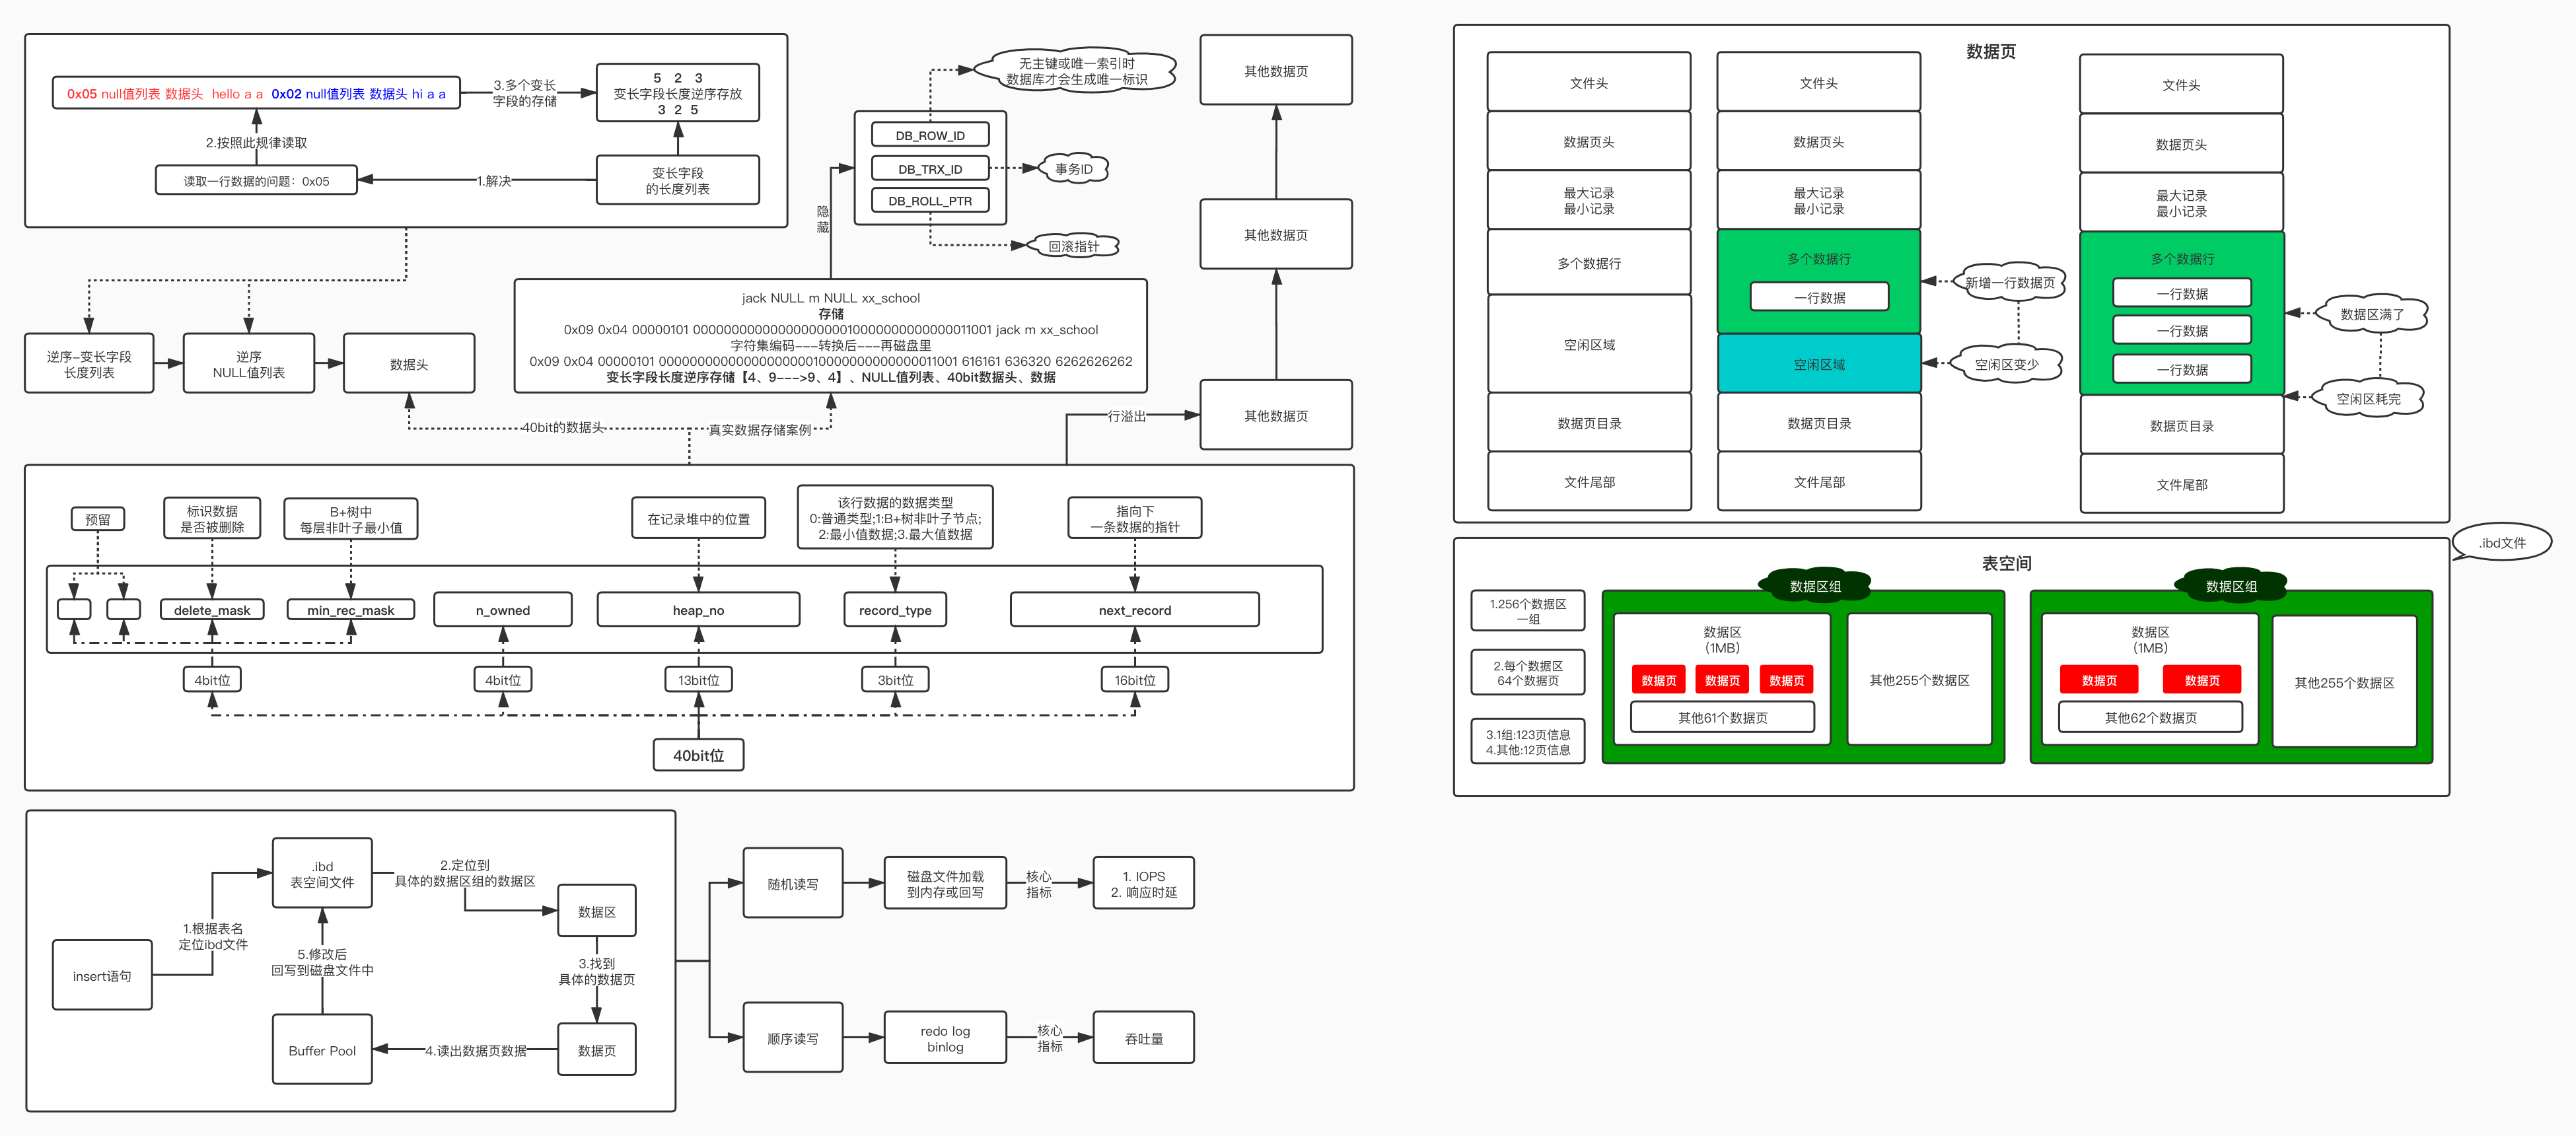 0x05 null值列表 数据头 hello a a 0x02 null值列表 数据头 hi a a
3.多个变长
字段的存储
5 2 3
变长字段长度逆序存放
3 2 5
2.按照此规律读取
读取一行数据的问题：0x05
1.解决
变长字段
的长度列表
无主键或唯一索引时
数据库才会生成唯一标识
DB_ROW_ID
DB_TRX_ID
DB_ROLL_PTR
事务ID
回滚指针
隐
藏
其他数据页
其他数据页
其他数据页
行溢出
逆序-变长字段
长度列表
逆序
NULL值列表
数据头
jack NULL m NULL xx_school
存储
0x09 0x04 00000101 0000000000000000000010000000000000011001 jack m xx_school
字符集编码---转换后---再磁盘里
0x09 0x04 00000101 0000000000000000000010000000000000011001 616161 636320 6262626262
变长字段长度逆序存储【4、9--->9、4】、NULL值列表、40bit数据头、数据
40bit的数据头
真实数据存储案例
预留
标识数据
是否被删除
B+树中
每层非叶子最小值
在记录堆中的位置
该行数据的数据类型
0:普通类型;1:B+树非叶子节点;
2:最小值数据;3.最大值数据
指向下
一条数据的指针
delete_mask
min_rec_mask
n_owned
heap_no
record_type
next_record
4bit位
4bit位
13bit位
3bit位
16bit位
40bit位
insert语句
1.根据表名
定位ibd文件
.ibd
表空间文件
2.定位到
具体的数据区组的数据区
数据区
3.找到
具体的数据页
数据页
4.读出数据页数据
Buffer Pool
5.修改后
回写到磁盘文件中
随机读写
磁盘文件加载
到内存或回写
核心
指标
1. IOPS
2. 响应时延
顺序读写
redo log
binlog
核心
指标
吞吐量
数据页
文件头
数据页头
最大记录
最小记录
多个数据行
空闲区域
数据页目录
文件尾部
文件头
数据页头
最大记录
最小记录
多个数据行
一行数据
空闲区域
数据页目录
文件尾部
新增一行数据页
空闲区变少
文件头
数据页头
最大记录
最小记录
多个数据行
一行数据
一行数据
一行数据
数据页目录
文件尾部
数据区满了
空闲区耗完
.ibd文件
表空间
1.256个数据区
一组
2.每个数据区
64个数据页
3.1组:123页信息
4.其他:12页信息
数据区组
数据区
（1MB）
数据页
数据页
数据页
其他61个数据页
其他255个数据区
数据区组
数据区
（1MB）
数据页
数据页
其他62个数据页
其他255个数据区